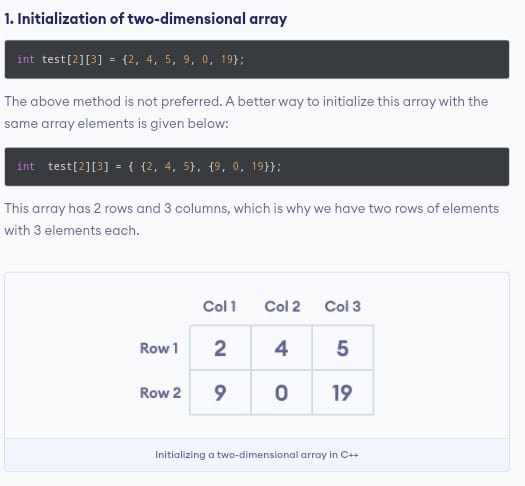 1. Initialization of two-dimensional array
int test[2][3] = {2, 4, 5, 9, 0, 19};
The above method is not preferred. A better way to initialize this array with the
same array elements is given below:
int  test[2][3] = { {2, 4, 5}, {9, 0, 19}};
This array has 2 rows and 3 columns, which is why we have two rows of elements
with 3 elements each.
Col 1 Col 2 Col 3
Row 1 2 4 5
Row 2 9 0 19
Initializing a two-dimensional array in C++